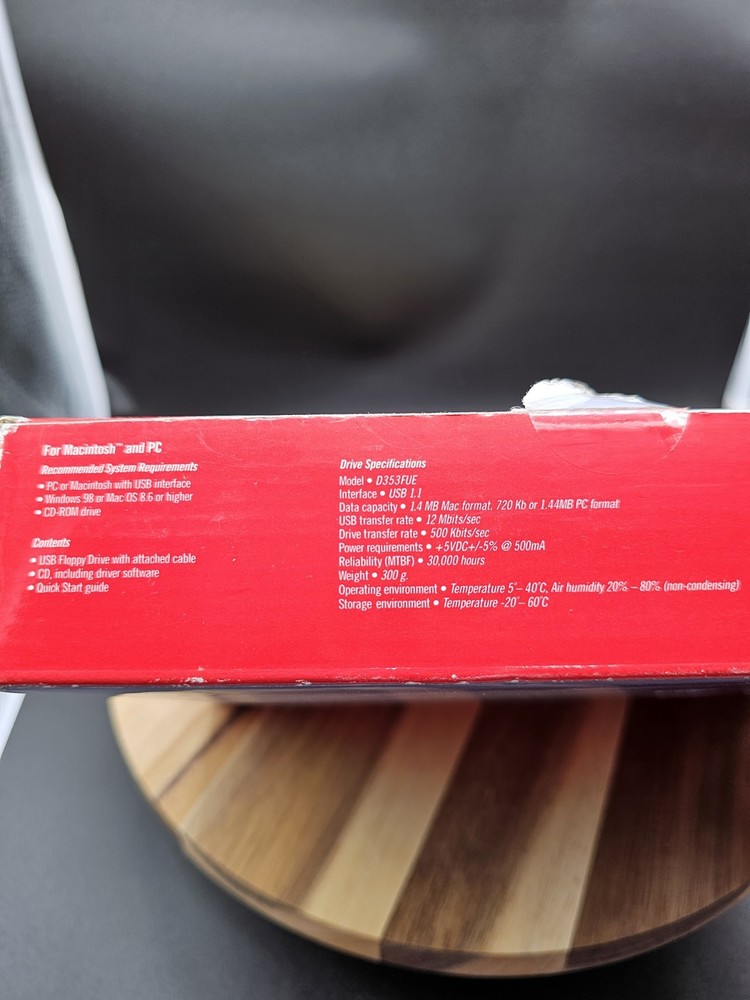 For Macintosh™ and PC
Recommended System Requirements
• PC or Macintosh with USB interface
• Windows 98 or Mac OS 8.6 or higher
• CD-ROM drive
Contents
• USB Floppy Drive with attached cable
• CD, including driver software
• Quick Start guide
Drive Specifications
Model • D353FUE
Interface • USB 1.1
Data capacity • 1.4 MB Mac format. 720 Kb or 1.44MB PC format
USB transfer rate • 12 Mbits/sec
Drive transfer rate • 500 Kbits/sec
Power requirements • +5VDC+/-5% @ 500mA
Reliability (MTBF) • 30,000 hours
Weight • 300 g.
Operating environment • Temperature 5°– 40°C, Air humidity 20% – 80% (non-condensing)
Storage environment • Temperature -20°– 60°C